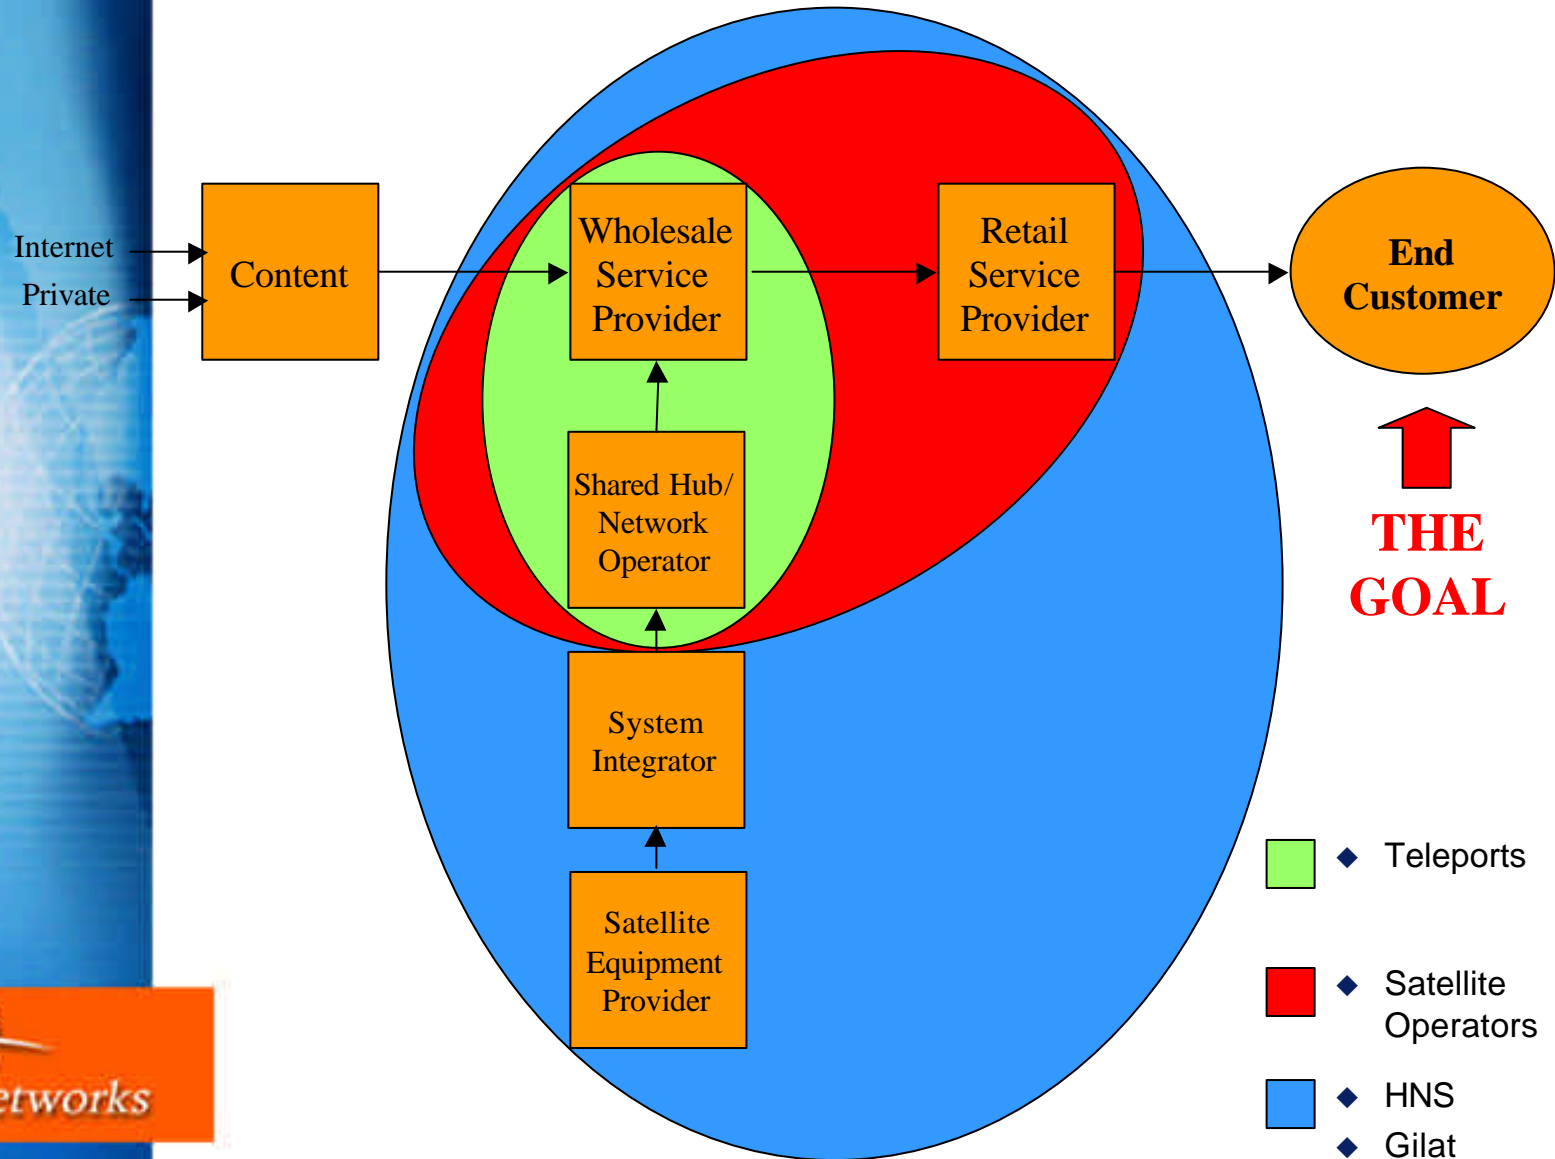 Internet
Private
Content
Wholesale
Service
Provider
Retail
Service
Provider
End
Customer
Shared Hub/
Network
Operator
THE
GOAL
System
Integrator
Satellite
Equipment
Provider
Teleports
Satellite
Operators
HNS
Gilat
etworks